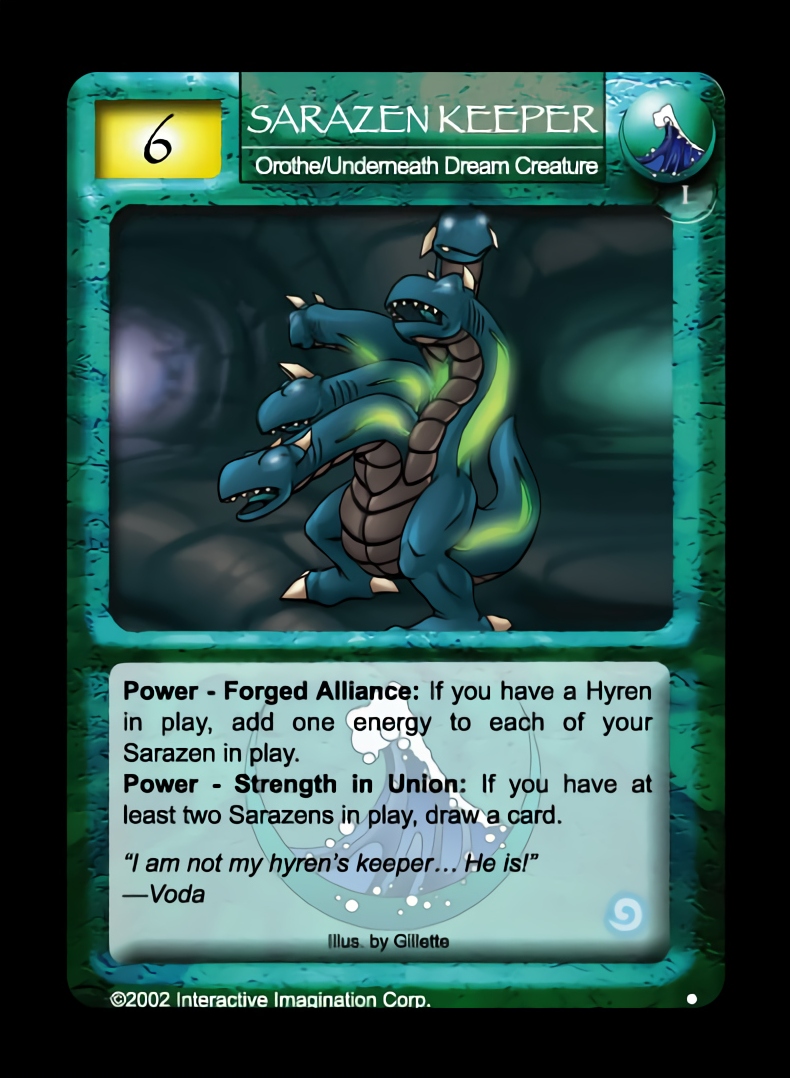 6
SARAZEN KEEPER
Orothe/Underneath Dream Creature
I
Power - Forged Alliance: If you have a Hyren
in play, add one energy to each of your
Sarazen in play.
Power - Strength in Union: If you have at
least two Sarazens in play, draw a card.
“I am not my hyren’s keeper… He is!”
—Voda
Illus. by Gillette
©2002 Interactive Imagination Corp.